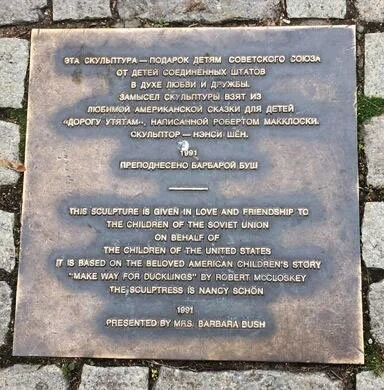 ЭТА СКУЛЬПТУРА — ПОДАРОК ДЕТЯМ СОВЕТСКОГО СОЮЗА
ОТ ДЕТЕЙ СОЕДИНЕННЫХ ШТАТОВ
В ДУХЕ ЛЮБВИ И ДРУЖБЫ.
ЗАМЫСЕЛ СКУЛЬПТУРЫ ВЗЯТ ИЗ
ЛЮБИМОЙ АМЕРИКАНСКОЙ СКАЗКИ ДЛЯ ДЕТЕЙ
«ДОРОГУ УТЯТАМ», НАПИСАННОЙ РОБЕРТОМ МАККЛОСКИ.
СКУЛЬПТОР — НЭНСИ ШЁН.
1991
ПРЕПОДНЕСЕНО БАРБАРОЙ БУШ
THIS SCULPTURE IS GIVEN IN LOVE AND FRIENDSHIP TO
THE CHILDREN OF THE SOVIET UNION
ON BEHALF OF
THE CHILDREN OF THE UNITED STATES
IT IS BASED ON THE BELOVED AMERICAN CHILDREN'S STORY
"MAKE WAY FOR DUCKLINGS" BY ROBERT McCLOSKEY
THE SCULPTRESS IS NANCY SCHÖN
1991
PRESENTED BY MRS. BARBARA BUSH